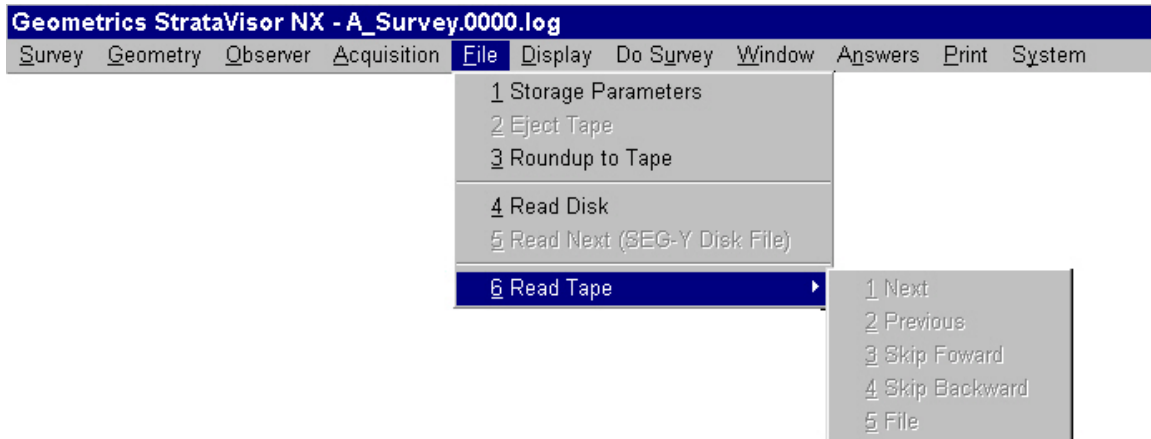 Geometrics StrataVisor NX - A_Survey.0000.log
Survey Geometry Observer Acquisition File Display Do Survey Window Answers Print System
1 Storage Parameters
2 Eject Tape
3 Roundup to Tape
4 Read Disk
5 Read Next (SEG-Y Disk File)
6 Read Tape
1 Next
2 Previous
3 Skip Foward
4 Skip Backward
5 File